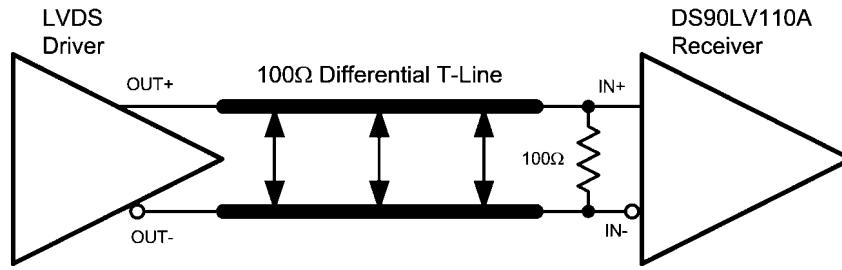 LVDS
Driver
DS90LV110A
Receiver
OUT+
100Ω Differential T-Line
IN+
100Ω
OUT-
IN-